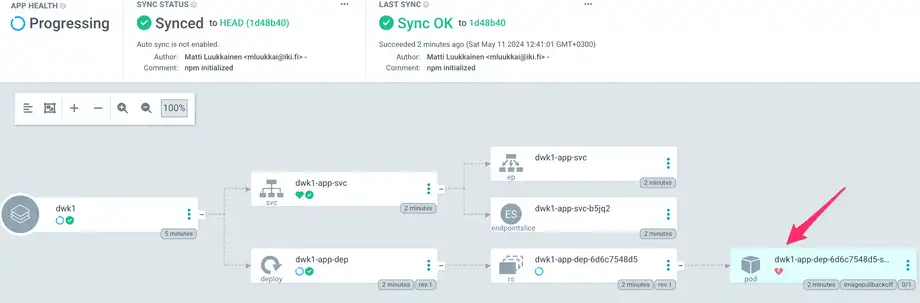 APP HEALTH
Progressing
SYNC STATUS
Synced to HEAD (1d48b40)
Auto sync is not enabled.
Author: Matti Luukkainen <mluukkai@iki.fi> -
Comment: npm initialized
LAST SYNC
Sync OK to 1d48b40
Succeeded 2 minutes ago (Sat May 11 2024 12:41:01 GMT+0300)
Author: Matti Luukkainen <mluukkai@iki.fi> -
Comment: npm initialized
100%
dwk1
5 minutes
svc
dwk1-app-svc
2 minutes
ep
dwk1-app-svc
2 minutes
ES
endpointslice
dwk1-app-svc-b5jq2
2 minutes
deploy
dwk1-app-dep
2 minutes
rev:1
rs
dwk1-app-dep-6d6c7548d5
2 minutes
rev:1
pod
dwk1-app-dep-6d6c7548d5-s...
2 minutes
imagepullbackoff
0/1